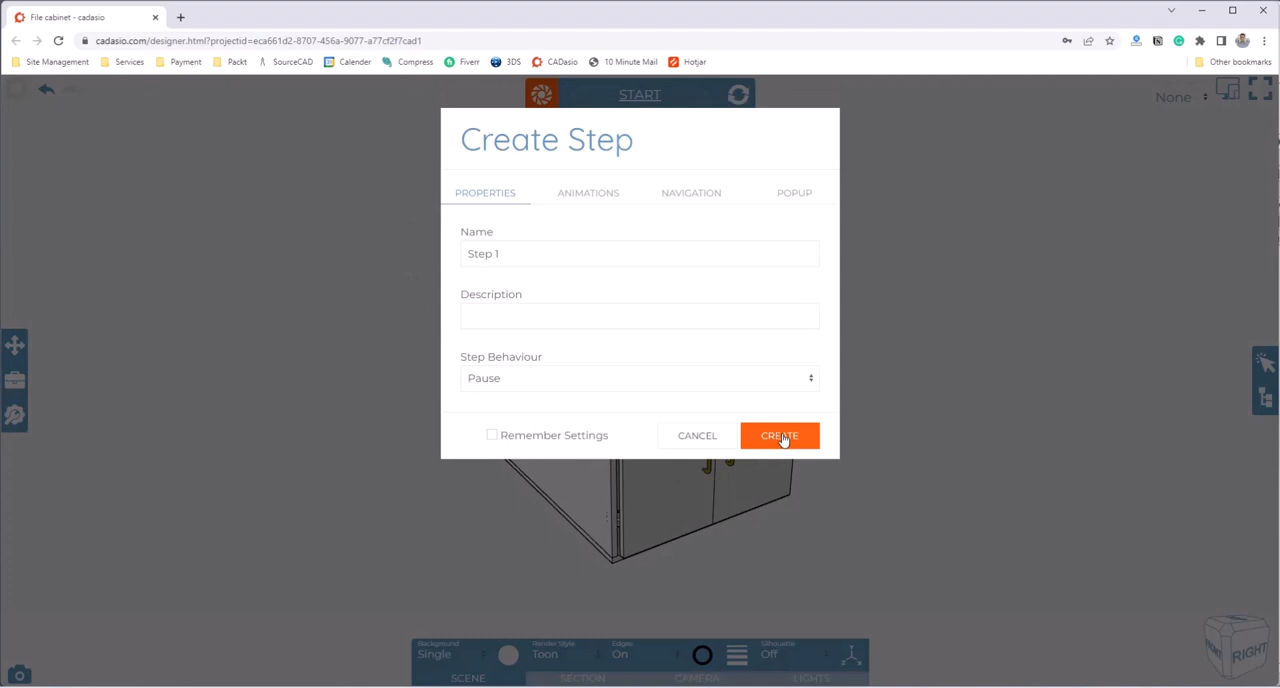 File cabinet - cadasio
cadasio.com/designer.html?projectid=eca661d2-8707-456a-9077-a77cf2f7cad1
Site Management Services Payment Packt SourceCAD Calender Compress Fiverr 3DS CADasio 10 Minute Mail Hotjar Other bookmarks
START
None
Create Step
PROPERTIES ANIMATIONS NAVIGATION POPUP
Name
Step 1
Description
Step Behaviour
Pause
Remember Settings CANCEL CREATE
Background Render Style Edges: Silhouette
Single Toon On Off
SCENE SECTION CAMERA LIGHTS
FRONT RIGHT